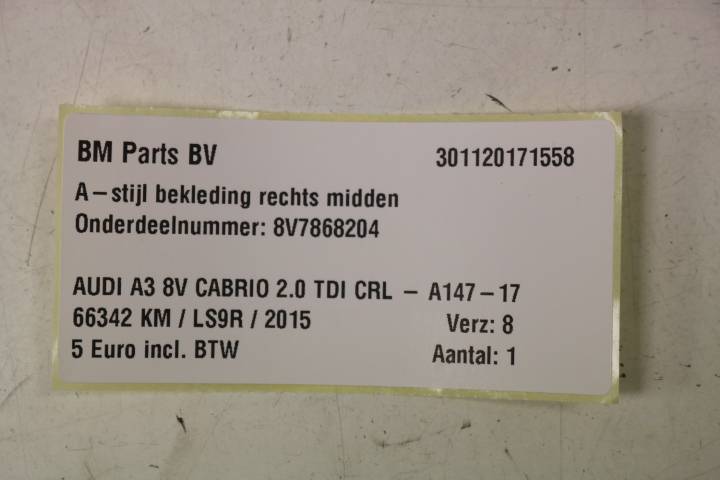 BM Parts BV 301120171558
A-stijl bekleding rechts midden
Onderdeelnummer: 8V7868204
AUDI A3 8V CABRIO 2.0 TDI CRL - A147-17
66342 KM / LS9R / 2015 Verz: 8
5 Euro incl. BTW Aantal: 1